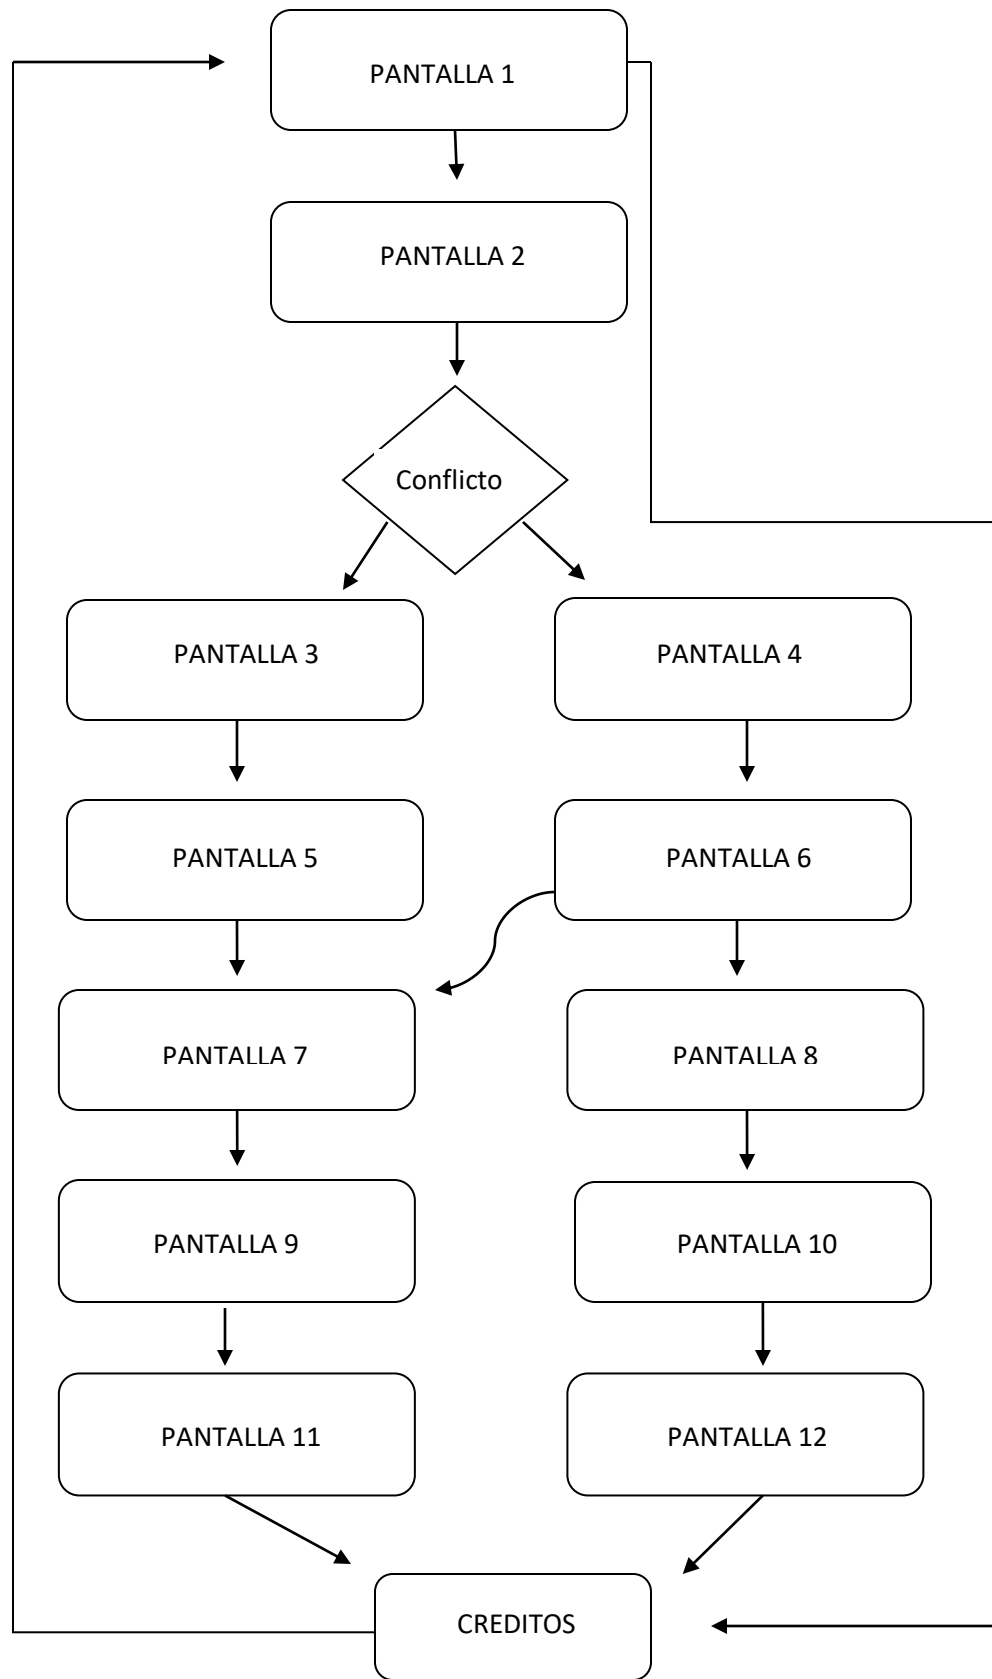 PANTALLA 1
PANTALLA 2
Conflicto
PANTALLA 3
PANTALLA 4
PANTALLA 5
PANTALLA 6
PANTALLA 7
PANTALLA 8
PANTALLA 9
PANTALLA 10
PANTALLA 11
PANTALLA 12
CREDITOS